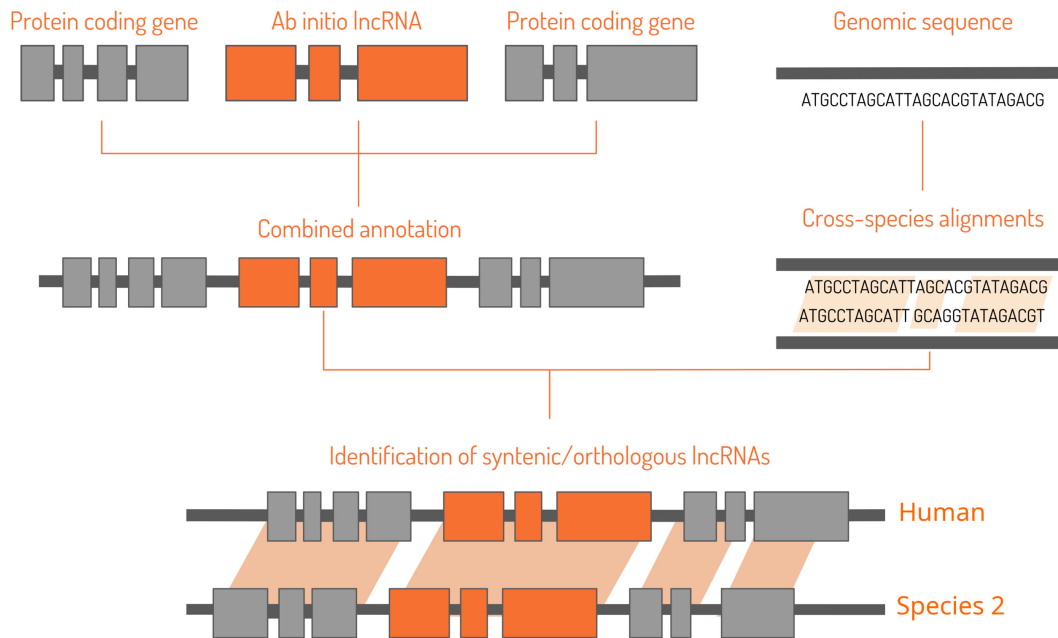 Protein coding gene
Ab initio lncRNA
Protein coding gene
Genomic sequence
ATGCCTAGCATTAGCACGTATAGACG
Combined annotation
Cross-species alignments
ATGCCTAGCATTAGCACGTATAGACG
ATGCCTAGCATT GCAGGTATAGACGT
Identification of syntenic/orthologous lncRNAs
Human
Species 2